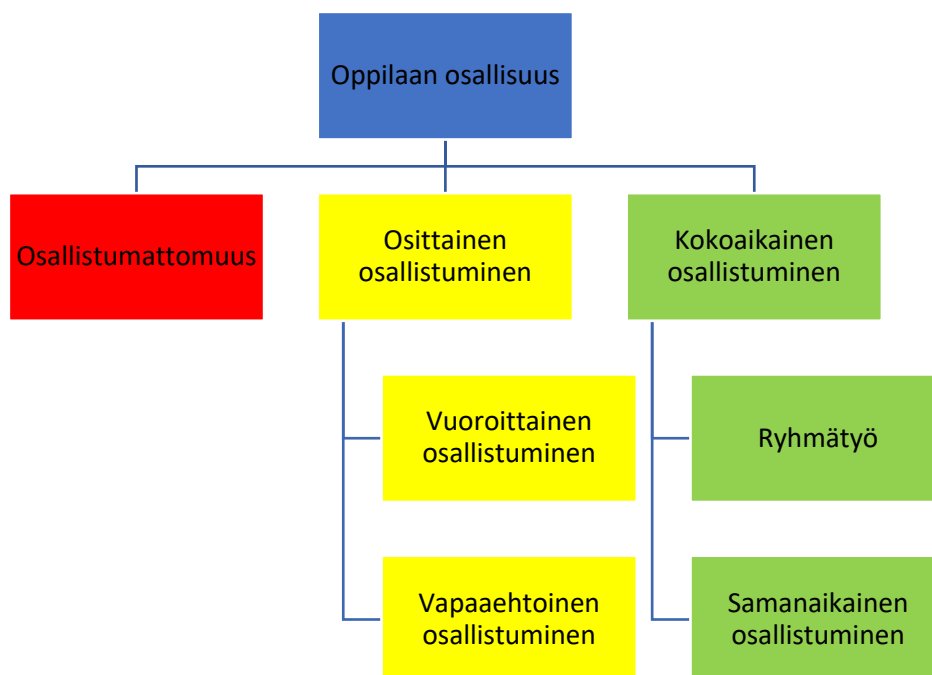 Oppilaan osallisuus
Osallistumattomuus
Osittainen
osallistuminen
Kokoaikainen
osallistuminen
Vuoroittainen
osallistuminen
Ryhmätyö
Vapaaehtoinen
osallistuminen
Samanaikainen
osallistuminen